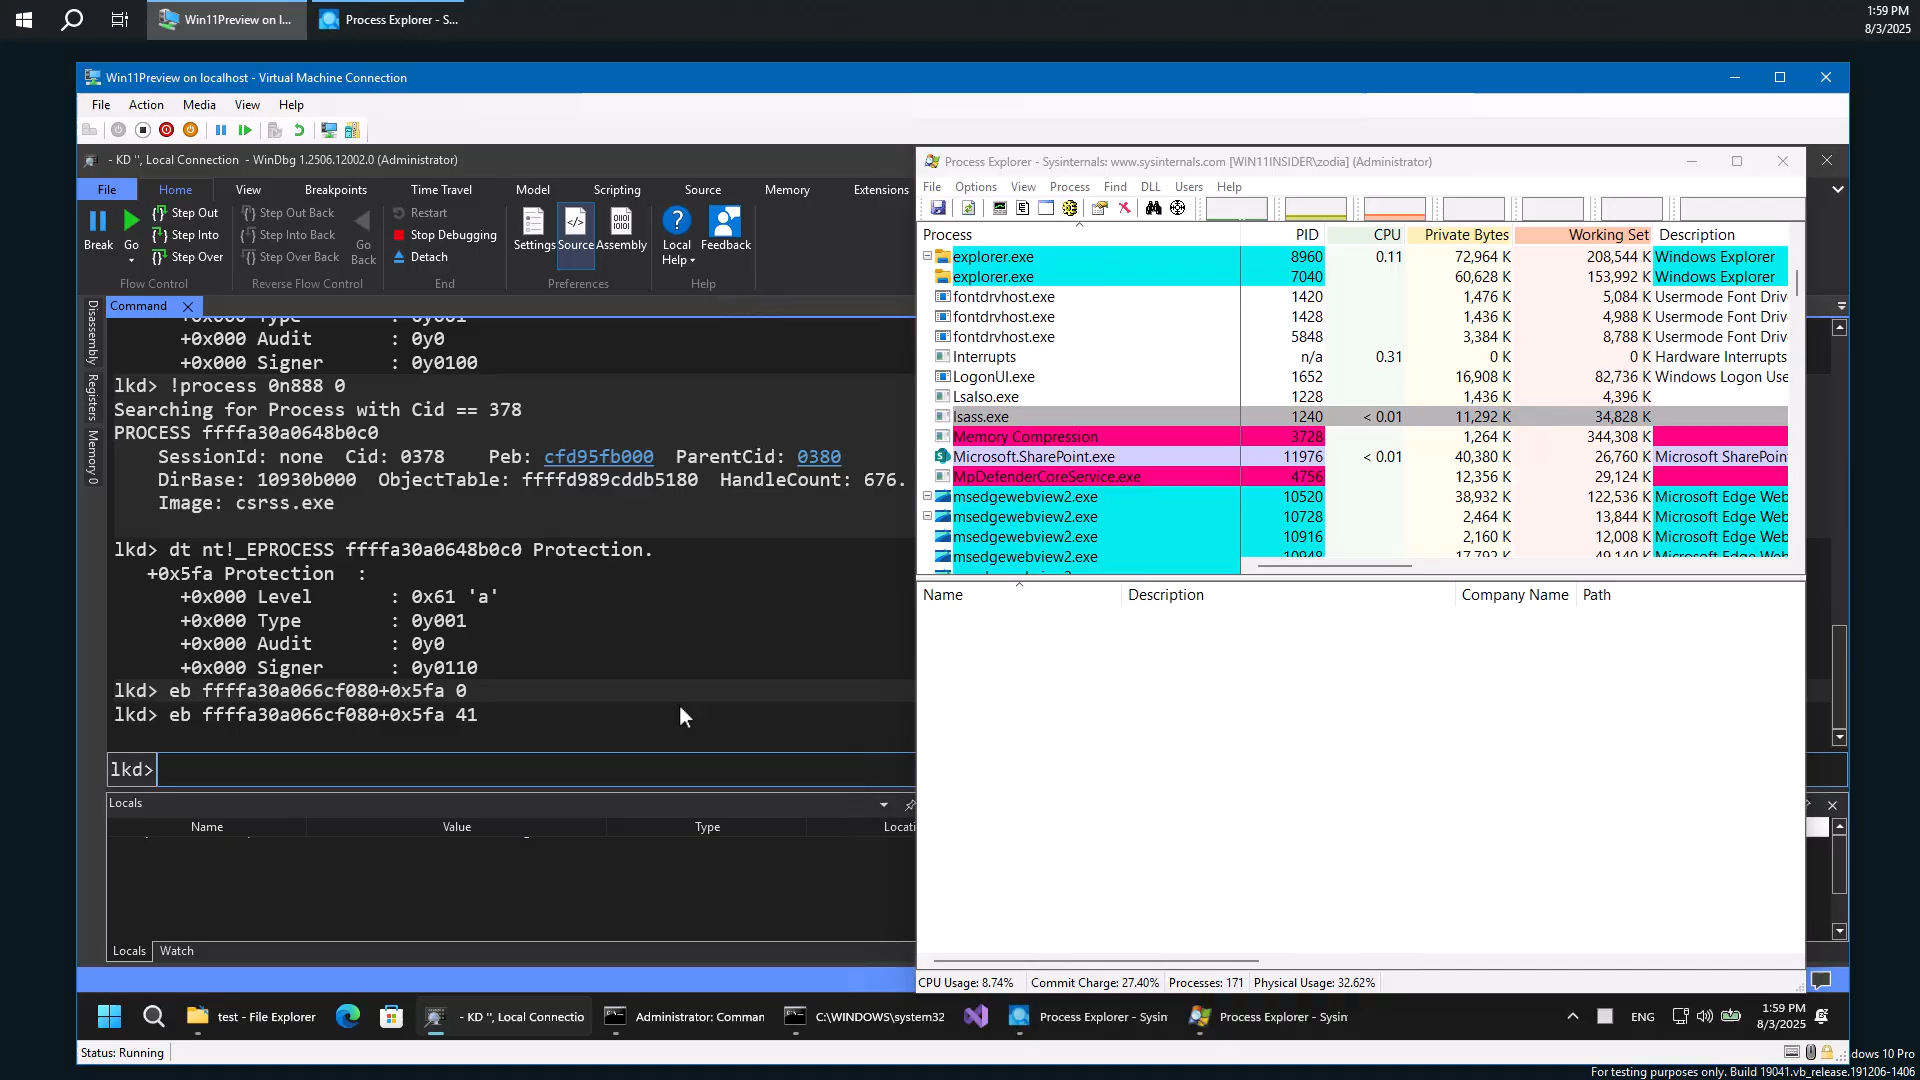 Win11Preview on l...
Process Explorer - S...
1:59 PM
8/3/2025
Win11Preview on localhost - Virtual Machine Connection
File Action Media View Help
- KD '', Local Connection - WinDbg 1.2506.12002.0 (Administrator)
File Home View Breakpoints Time Travel Model Scripting Source Memory Extensions
Break
Go
Step Out
Step Into
Step Over
Flow Control
Step Out Back
Step Into Back
Step Over Back
Go Back
Reverse Flow Control
Restart
Stop Debugging
Detach
End
Settings Source Assembly
Preferences
Local Help
Feedback
Help
Disassembly
Registers
Memory 0
Command
+0x000 Type : 0y001
+0x000 Audit : 0y0
+0x000 Signer : 0y0100
lkd> !process 0n888 0
Searching for Process with Cid == 378
PROCESS ffffa30a0648b0c0
SessionId: none Cid: 0378 Peb: cfd95fb000 ParentCid: 0380
DirBase: 10930b000 ObjectTable: ffffd989cddb5180 HandleCount: 676.
Image: csrss.exe
lkd> dt nt!_EPROCESS ffffa30a0648b0c0 Protection.
+0x5fa Protection :
+0x000 Level : 0x61 'a'
+0x000 Type : 0y001
+0x000 Audit : 0y0
+0x000 Signer : 0y0110
lkd> eb ffffa30a066cf080+0x5fa 0
lkd> eb ffffa30a066cf080+0x5fa 41
lkd>
Locals
Name Value Type Locati
Locals Watch
Process Explorer - Sysinternals: www.sysinternals.com [WIN11INSIDER\zodia] (Administrator)
File Options View Process Find DLL Users Help
Process PID CPU Private Bytes Working Set Description
explorer.exe 8960 0.11 72,964 K 208,544 K Windows Explorer
explorer.exe 7040 60,628 K 153,992 K Windows Explorer
fontdrvhost.exe 1420 1,476 K 5,084 K Usermode Font Driv
fontdrvhost.exe 1428 1,436 K 4,988 K Usermode Font Driv
fontdrvhost.exe 5848 3,384 K 8,788 K Usermode Font Driv
Interrupts n/a 0.31 0 K 0 K Hardware Interrupts
LogonUI.exe 1652 16,908 K 82,736 K Windows Logon Use
LsaIso.exe 1228 1,436 K 4,396 K
lsass.exe 1240 < 0.01 11,292 K 34,828 K
Memory Compression 3728 1,264 K 344,308 K
Microsoft.SharePoint.exe 11976 < 0.01 40,380 K 26,760 K Microsoft SharePoin
MpDefenderCoreService.exe 4756 12,356 K 29,124 K
msedgewebview2.exe 10520 38,932 K 122,536 K Microsoft Edge Web
msedgewebview2.exe 10728 2,464 K 13,844 K Microsoft Edge Web
msedgewebview2.exe 10916 2,160 K 12,008 K Microsoft Edge Web
msedgewebview2.exe 10948 17,792 K 49,140 K Microsoft Edge Web
Name Description Company Name Path
CPU Usage: 8.74% Commit Charge: 27.40% Processes: 171 Physical Usage: 32.62%
test - File Explorer
- KD '', Local Connectio
Administrator: Comman
C:\WINDOWS\system32
Process Explorer - Sysin
Process Explorer - Sysin
ENG
1:59 PM
8/3/2025
Status: Running
dows 10 Pro
For testing purposes only. Build 19041.vb_release.191206-1406